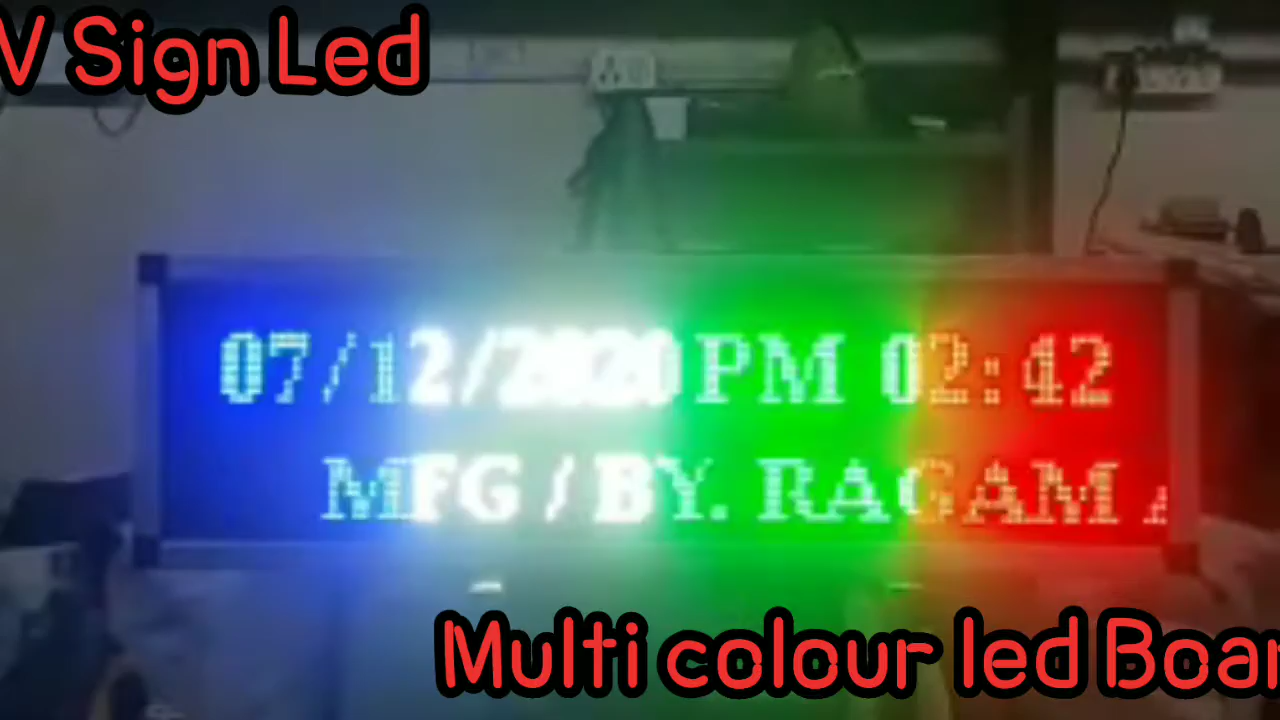 V Sign Led
07/12/2020 PM 02:42
MFG / BY. RAGAM
Multi colour led Boar